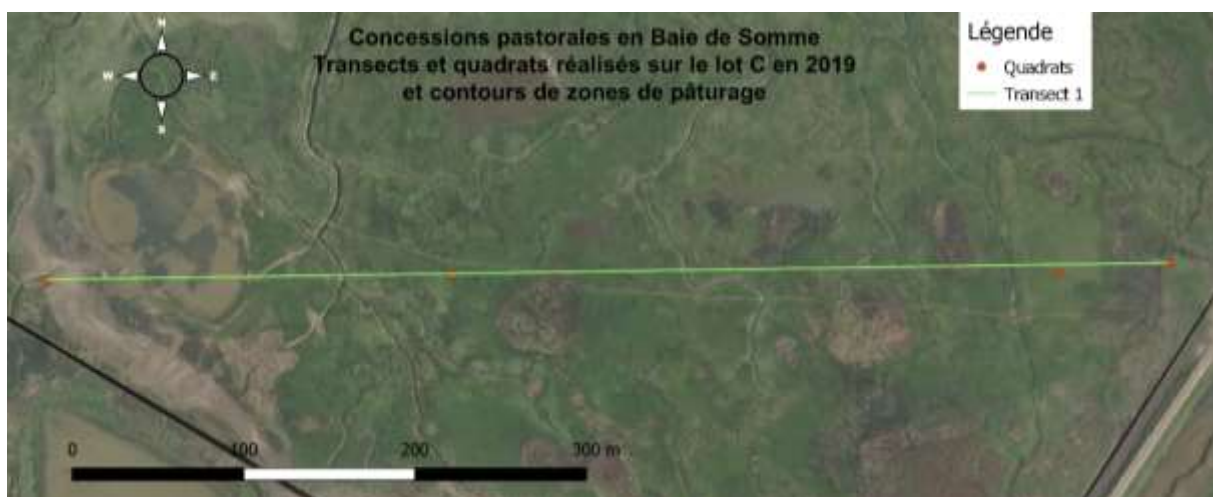 N
W
E
S
Concessions pastorales en Baie de Somme
Transects et quadrats réalisés sur le lot C en 2019
et contours de zones de pâturage
Légende
Quadrats
Transect 1
0
100
200
300 m